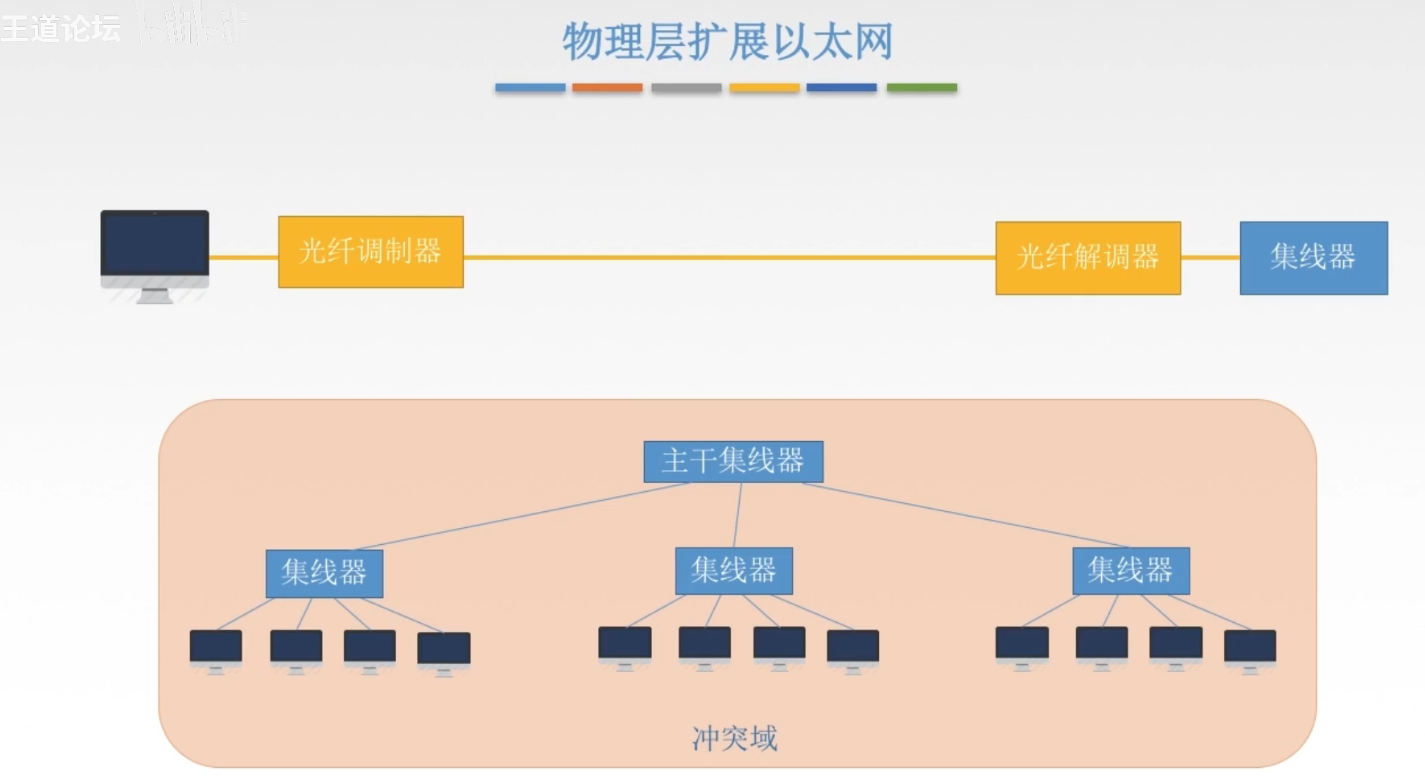 王道论坛
物理层扩展以太网
光纤调制器
光纤解调器
集线器
主干集线器
集线器
集线器
集线器
冲突域